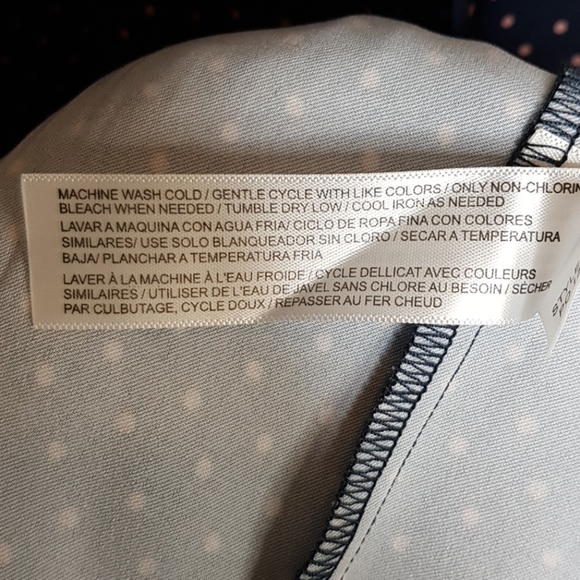 MACHINE WASH COLD / GENTLE CYCLE WITH LIKE COLORS / ONLY NON-CHLORIN
BLEACH WHEN NEEDED / TUMBLE DRY LOW / COOL IRON AS NEEDED
LAVAR A MAQUINA CON AGUA FRIA/ CICLO DE ROPA FINA CON COLORES
SIMILARES/ USE SOLO BLANQUEADOR SIN CLORO / SECAR A TEMPERATURA
BAJA/ PLANCHAR A TEMPERATURA FRIA
LAVER À LA MACHINE À L'EAU FROIDE / CYCLE DELLICAT AVEC COULEURS
SIMILAIRES / UTILISER DE L'EAU DE JAVEL SANS CHLORE AU BESOIN / SÉCHER
PAR CULBUTAGE, CYCLE DOUX / REPASSER AU FER CHEUD